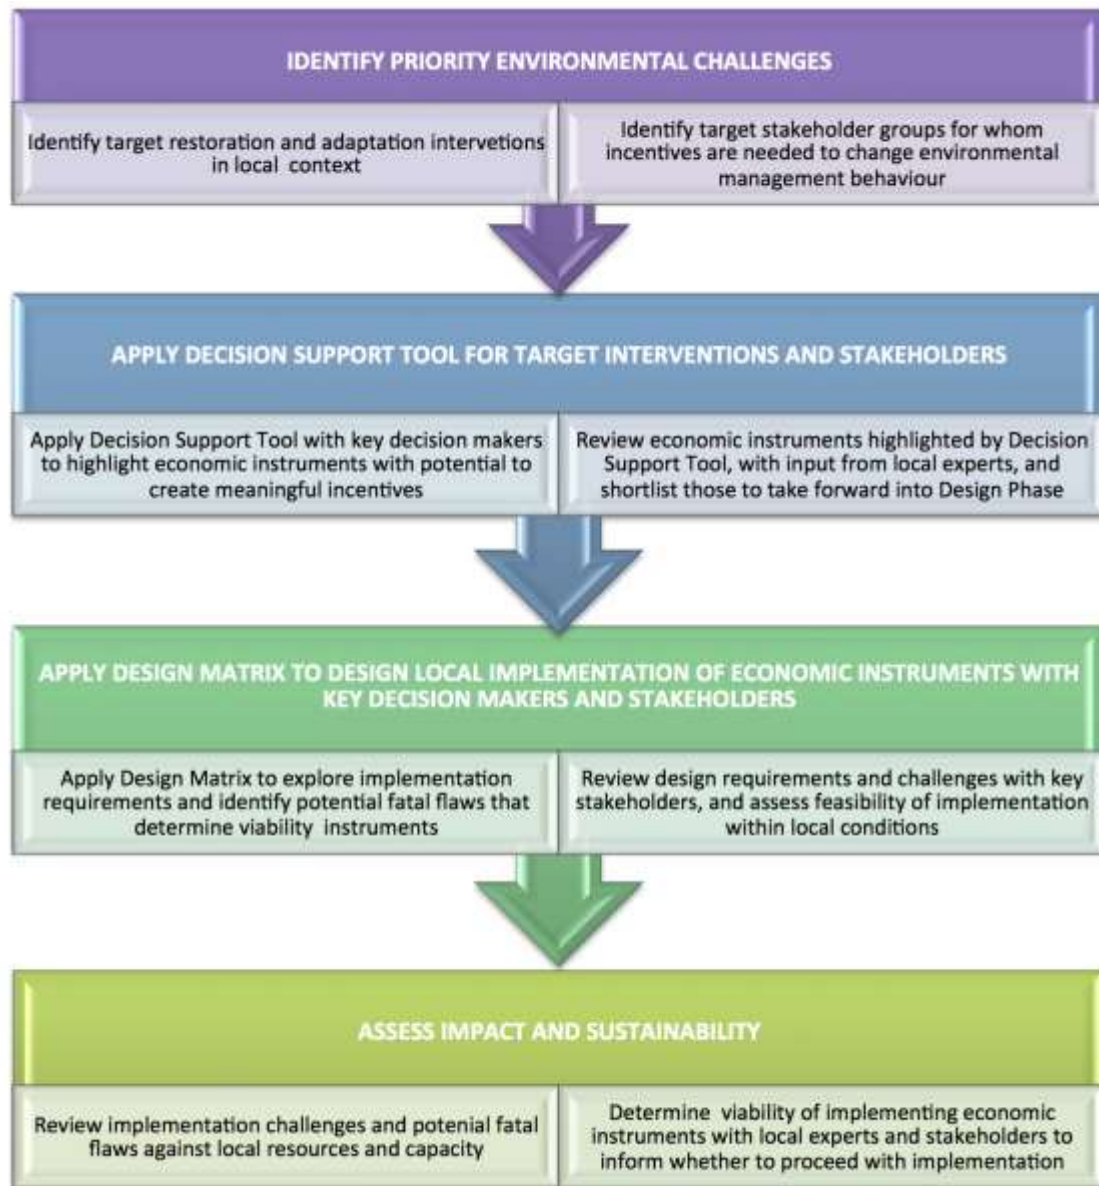 IDENTIFY PRIORITY ENVIRONMENTAL CHALLENGES
Identify target restoration and adaptation intervetions
in local context
Identify target stakeholder groups for whom
incentives are needed to change environmental
management behaviour
APPLY DECISION SUPPORT TOOL FOR TARGET INTERVENTIONS AND STAKEHOLDERS
Apply Decision Support Tool with key decision makers
to highlight economic instruments with potential to
create meaningful incentives
Review economic instruments highlighted by Decision
Support Tool, with input from local experts, and
shortlist those to take forward into Design Phase
APPLY DESIGN MATRIX TO DESIGN LOCAL IMPLEMENTATION OF ECONOMIC INSTRUMENTS WITH
KEY DECISION MAKERS AND STAKEHOLDERS
Apply Design Matrix to explore implementation
requirements and identify potential fatal flaws that
determine viability instruments
Review design requirements and challenges with key
stakeholders, and assess feasibility of implementation
within local conditions
ASSESS IMPACT AND SUSTAINABILITY
Review implementation challenges and potenial fatal
flaws against local resources and capacity
Determine viability of implementing economic
instruments with local experts and stakeholders to
inform whether to proceed with implementation